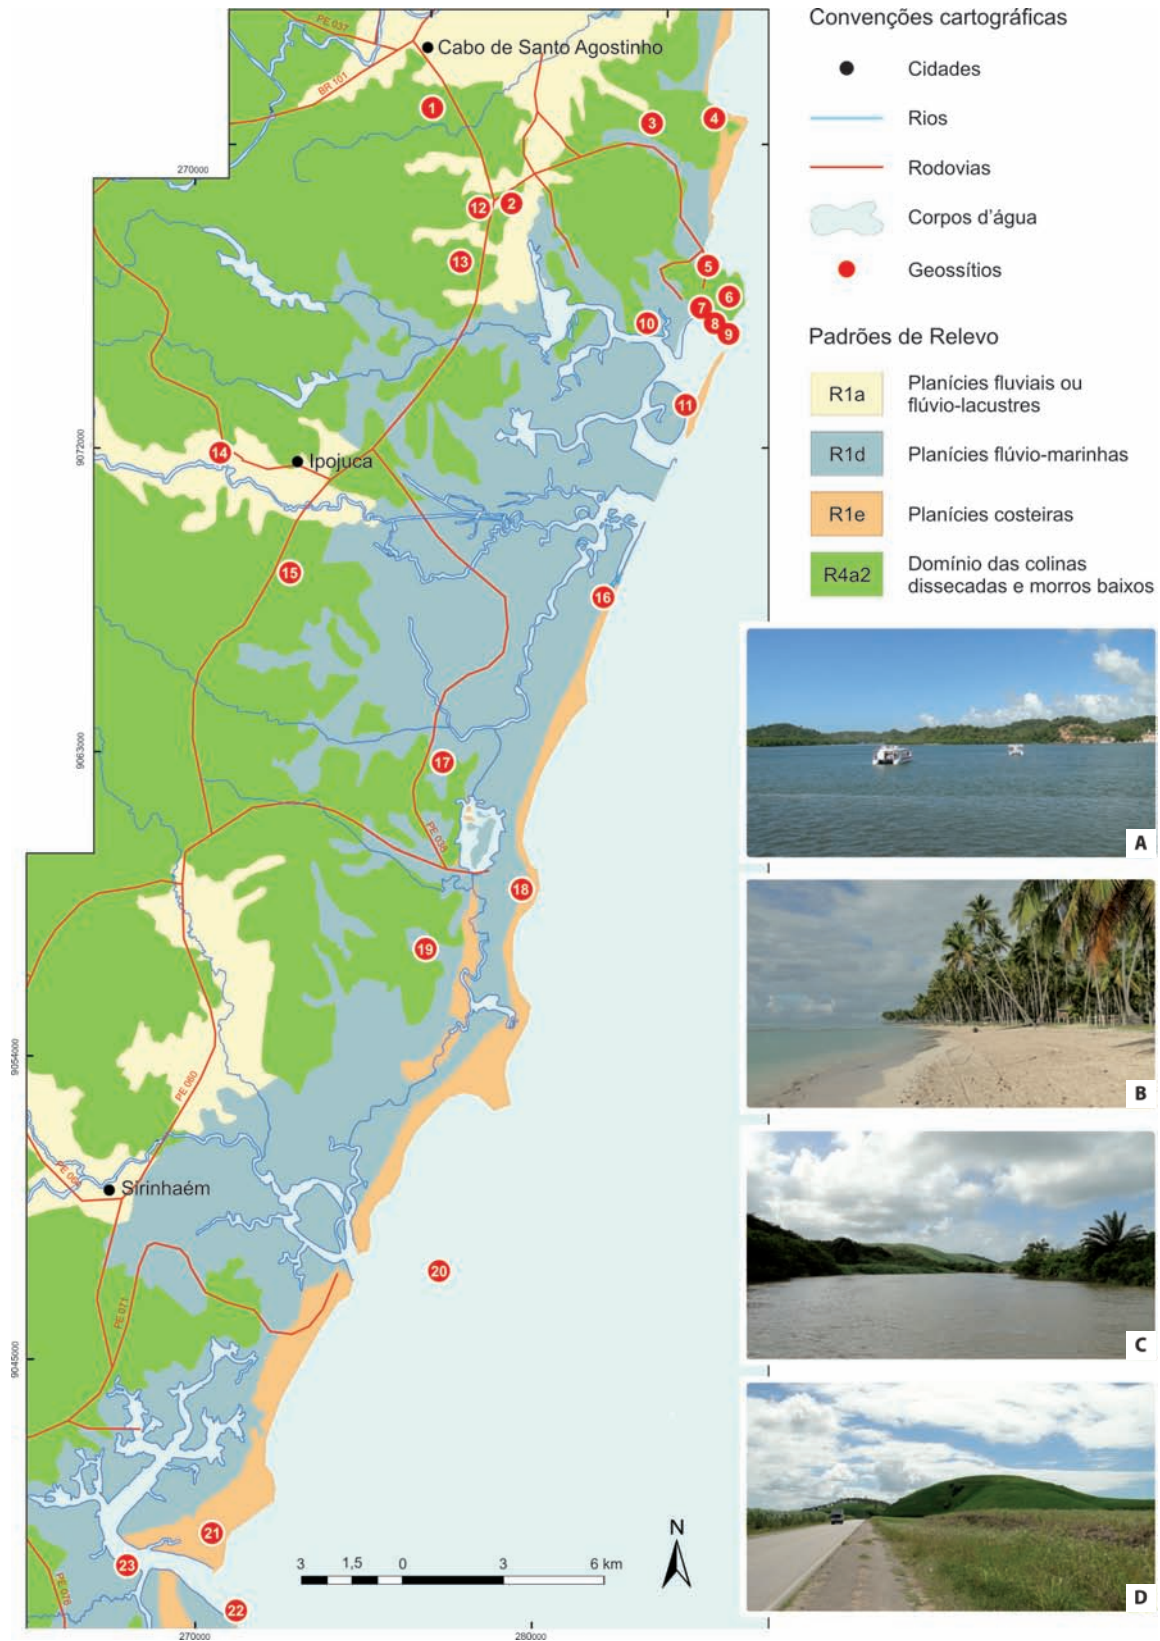 Convenções cartográficas
Cidades
Rios
Rodovias
Corpos d'água
Geossítios
Padrões de Relevo
R1a
Planícies fluviais ou
flúvio-lacustres
R1d
Planícies flúvio-marinhas
R1e
Planícies costeiras
R4a2
Domínio das colinas
dissecadas e morros baixos
PE 037
Cabo de Santo Agostinho
BR 101
1
3
4
270000
12
2
13
5
6
7
8
10
9
11
9072000
14
Ipojuca
15
16
9063000
17
PE 038
18
19
9054000
PE 060
Sirinhaém
20
PE 071
9045000
21
23
22
PE 076
N
3
1,5
0
3
6 km
270000
280000
A
B
C
D